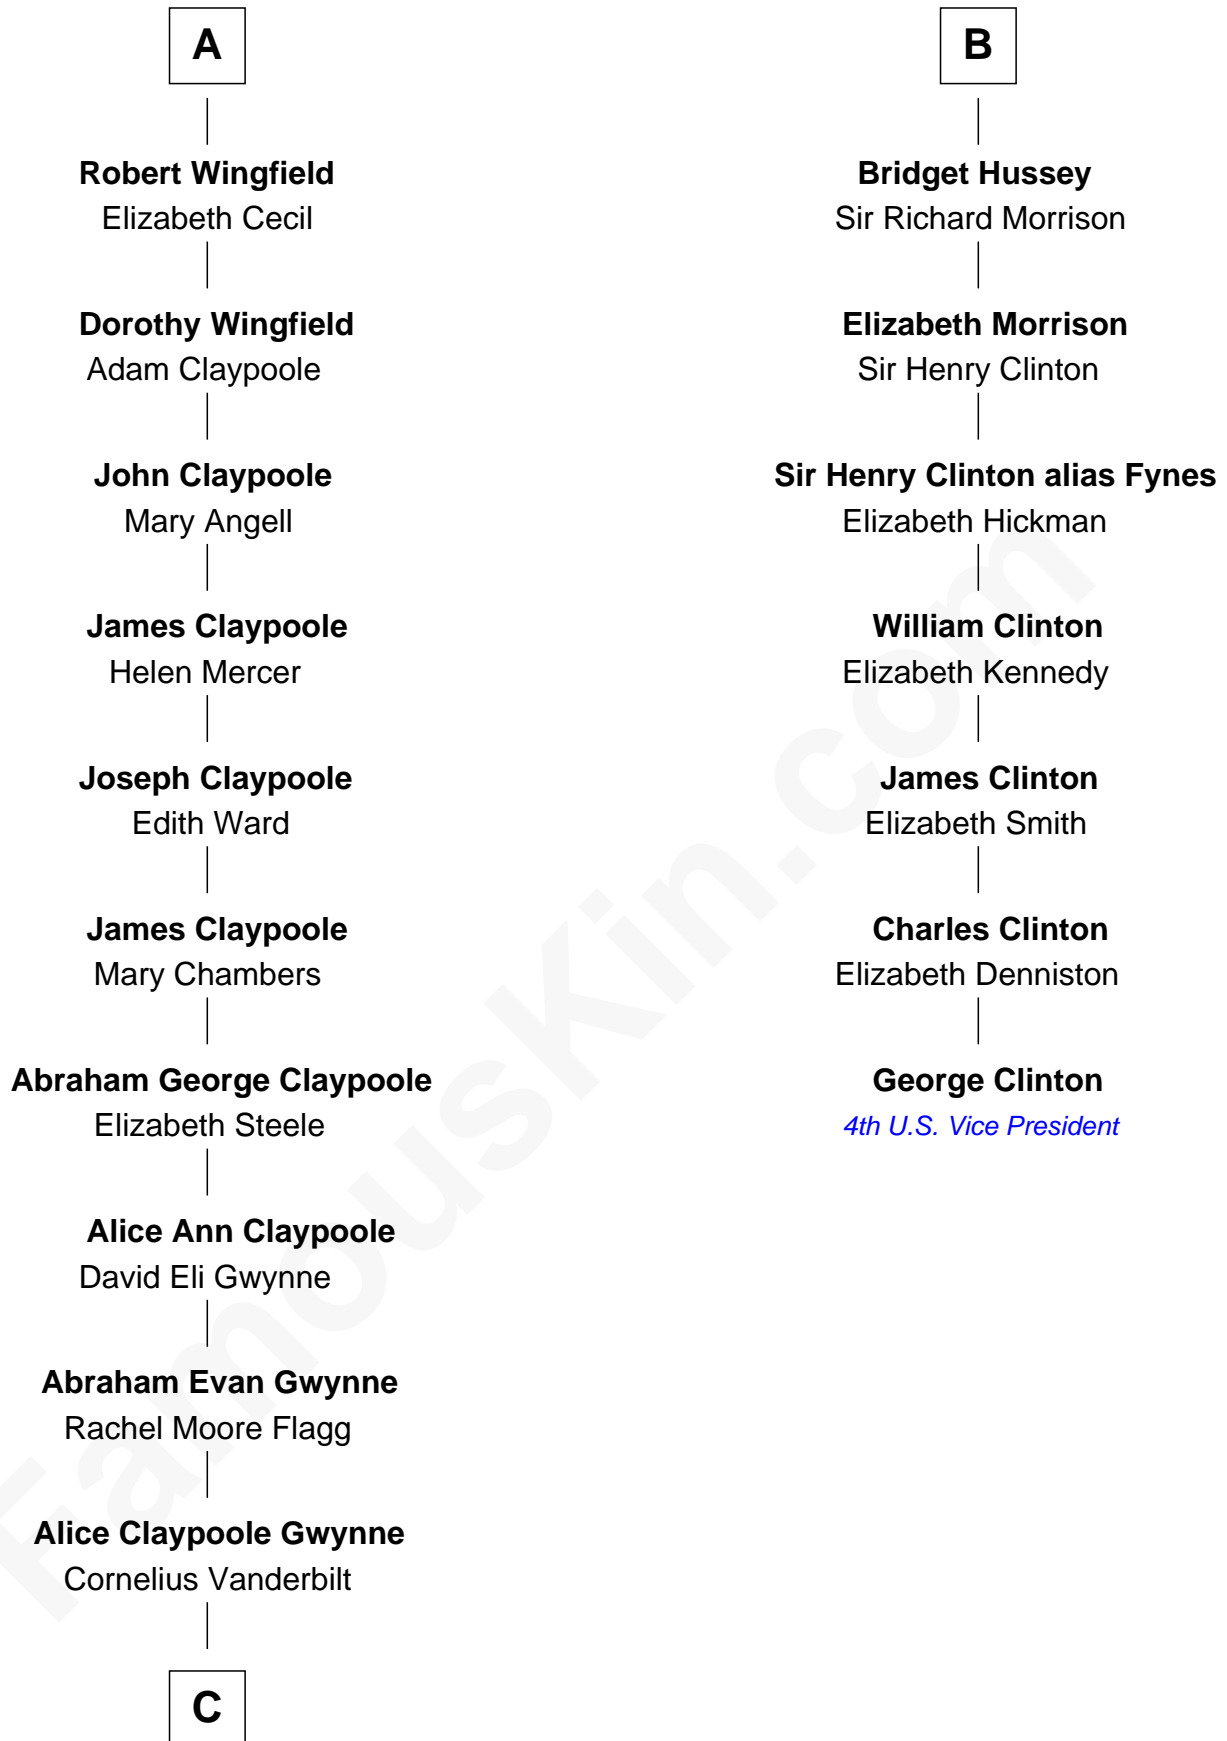 A
Robert Wingfield
Elizabeth Cecil
Dorothy Wingfield
Adam Claypoole
John Claypoole
Mary Angell
James Claypoole
Helen Mercer
Joseph Claypoole
Edith Ward
James Claypoole
Mary Chambers
Abraham George Claypoole
Elizabeth Steele
Alice Ann Claypoole
David Eli Gwynne
Abraham Evan Gwynne
Rachel Moore Flagg
Alice Claypoole Gwynne
Cornelius Vanderbilt
C
B
Bridget Hussey
Sir Richard Morrison
Elizabeth Morrison
Sir Henry Clinton
Sir Henry Clinton alias Fynes
Elizabeth Hickman
William Clinton
Elizabeth Kennedy
James Clinton
Elizabeth Smith
Charles Clinton
Elizabeth Denniston
George Clinton
4th U.S. Vice President
FamousKin.com